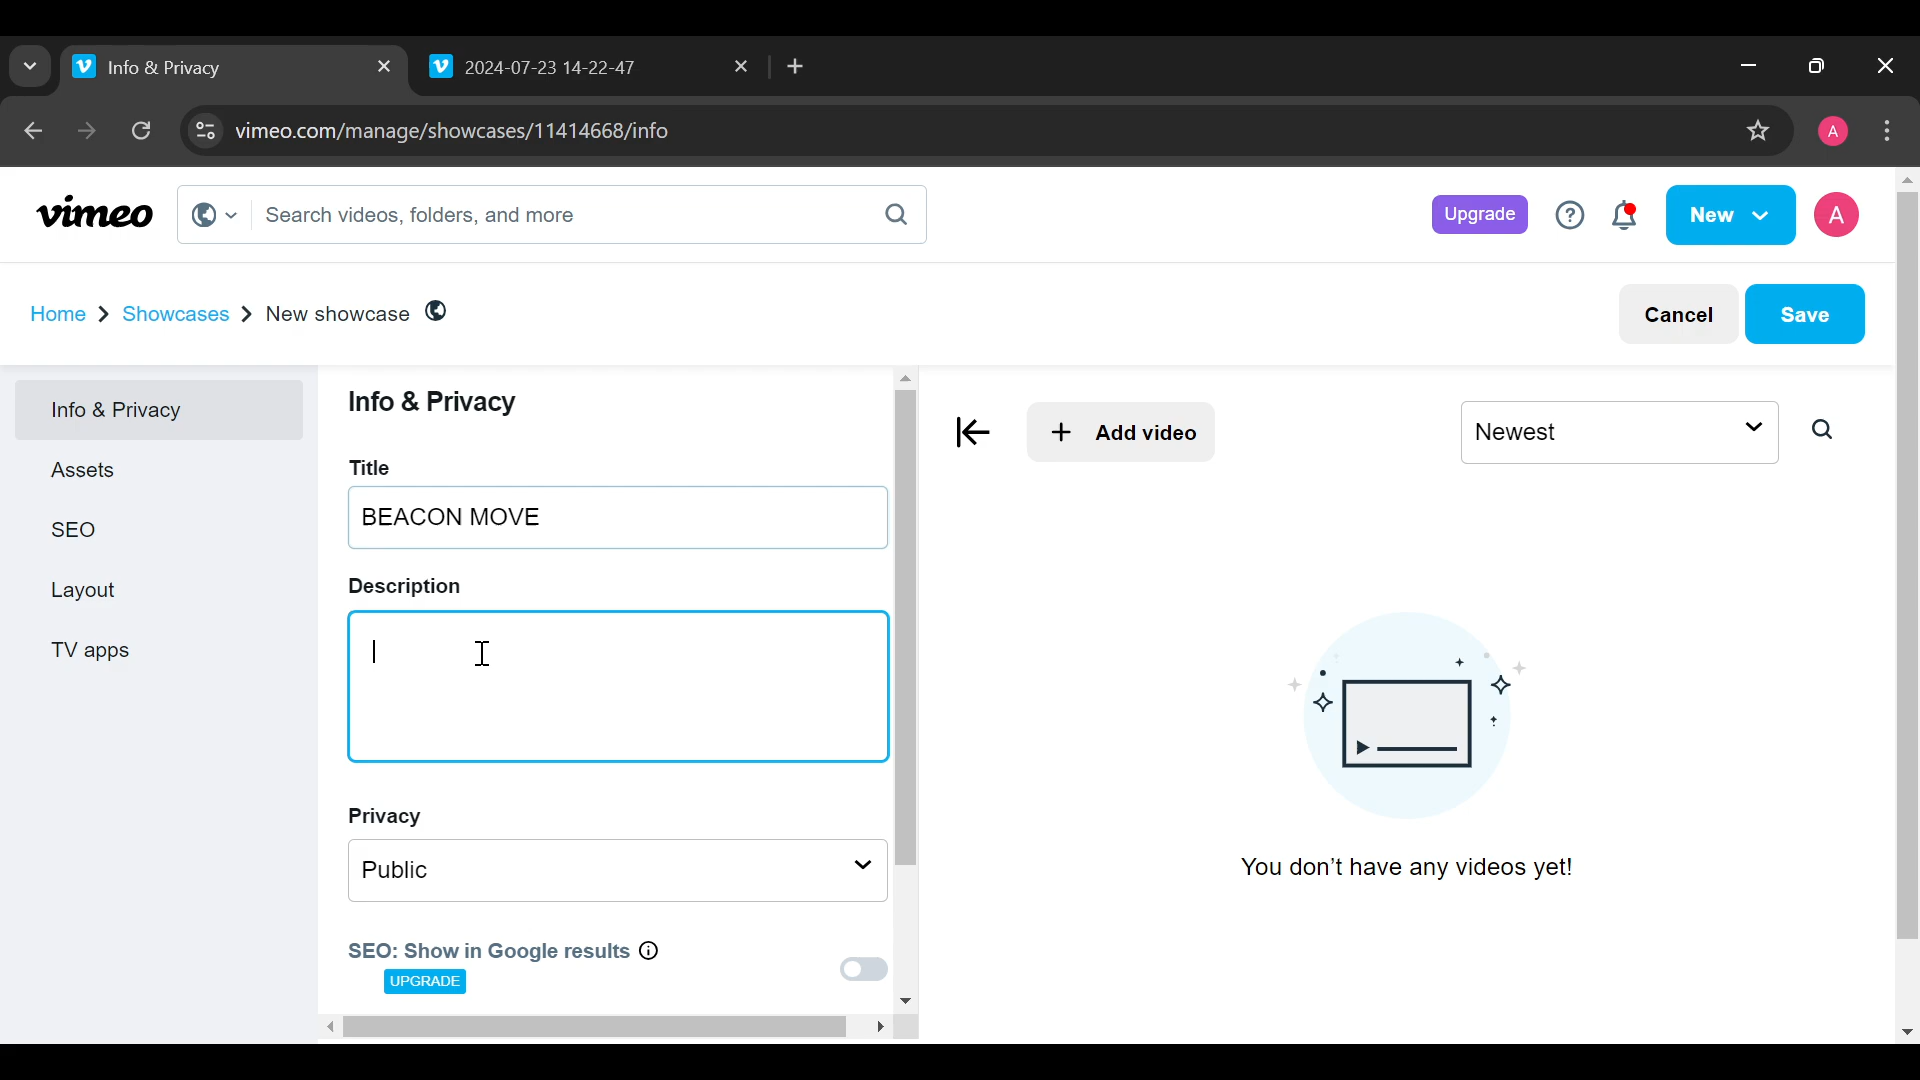 Info & Privacy
2024-07-23 14-22-47
vimeo.com/manage/showcases/11414668/info
A
vimeo
Search videos, folders, and more
Upgrade
New
A
Home
Showcases
New showcase
Cancel
Save
Info & Privacy
Assets
SEO
Layout
TV apps
Info & Privacy
Title
BEACON MOVE
Description
Privacy
Public
SEO: Show in Google results
UPGRADE
+ Add video
Newest
You don't have any videos yet!